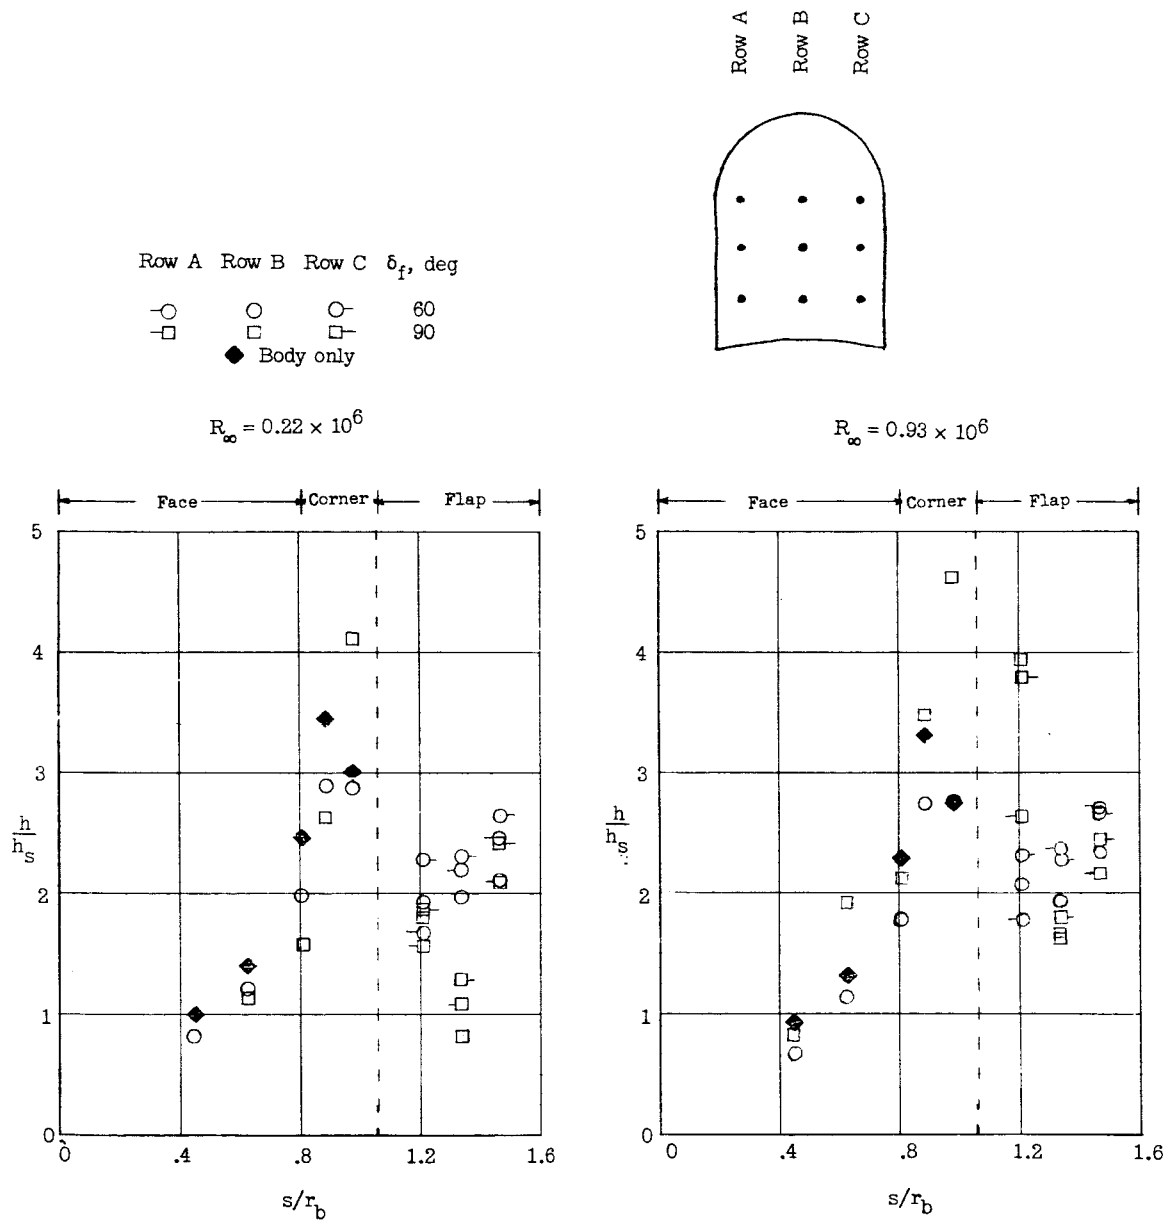 Row A
Row B
Row C
Row A Row B Row C δf, deg
60
90
Body only
R∞ = 0.22 × 10^6
R∞ = 0.93 × 10^6
Face Corner Flap
5
4
3
2
1
0
h/hs
0 .4 .8 1.2 1.6
s/rb
Face Corner Flap
5
4
3
2
1
0
h/hs
0 .4 .8 1.2 1.6
s/rb